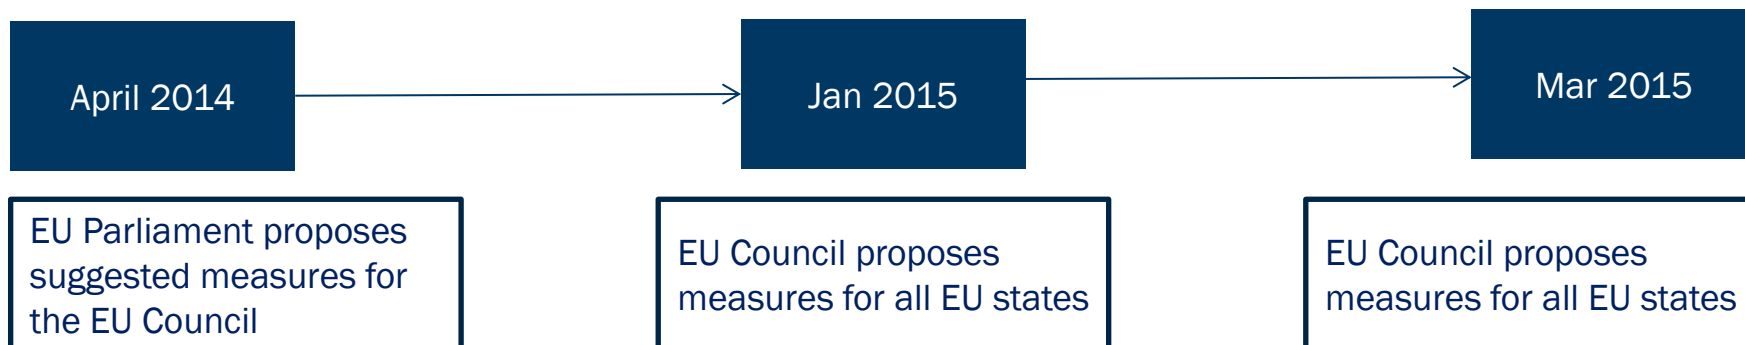 April 2014
Jan 2015
Mar 2015
EU Parliament proposes
suggested measures for
the EU Council
EU Council proposes
measures for all EU states
EU Council proposes
measures for all EU states